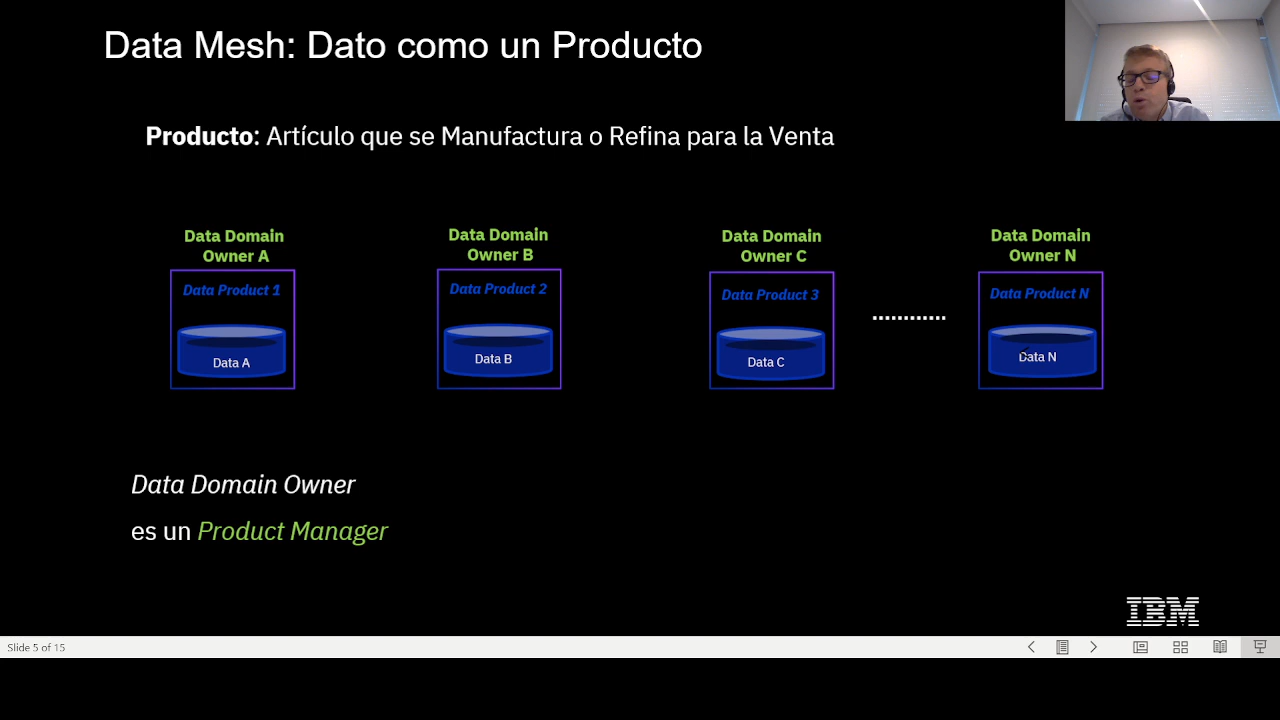 Data Mesh: Dato como un Producto
Producto: Artículo que se Manufactura o Refina para la Venta
Data Domain
Owner A
Data Product 1
Data A
Data Domain
Owner B
Data Product 2
Data B
Data Domain
Owner C
Data Product 3
Data C
............
Data Domain
Owner N
Data Product N
Data N
Data Domain Owner
es un Product Manager
IBM
Slide 5 of 15